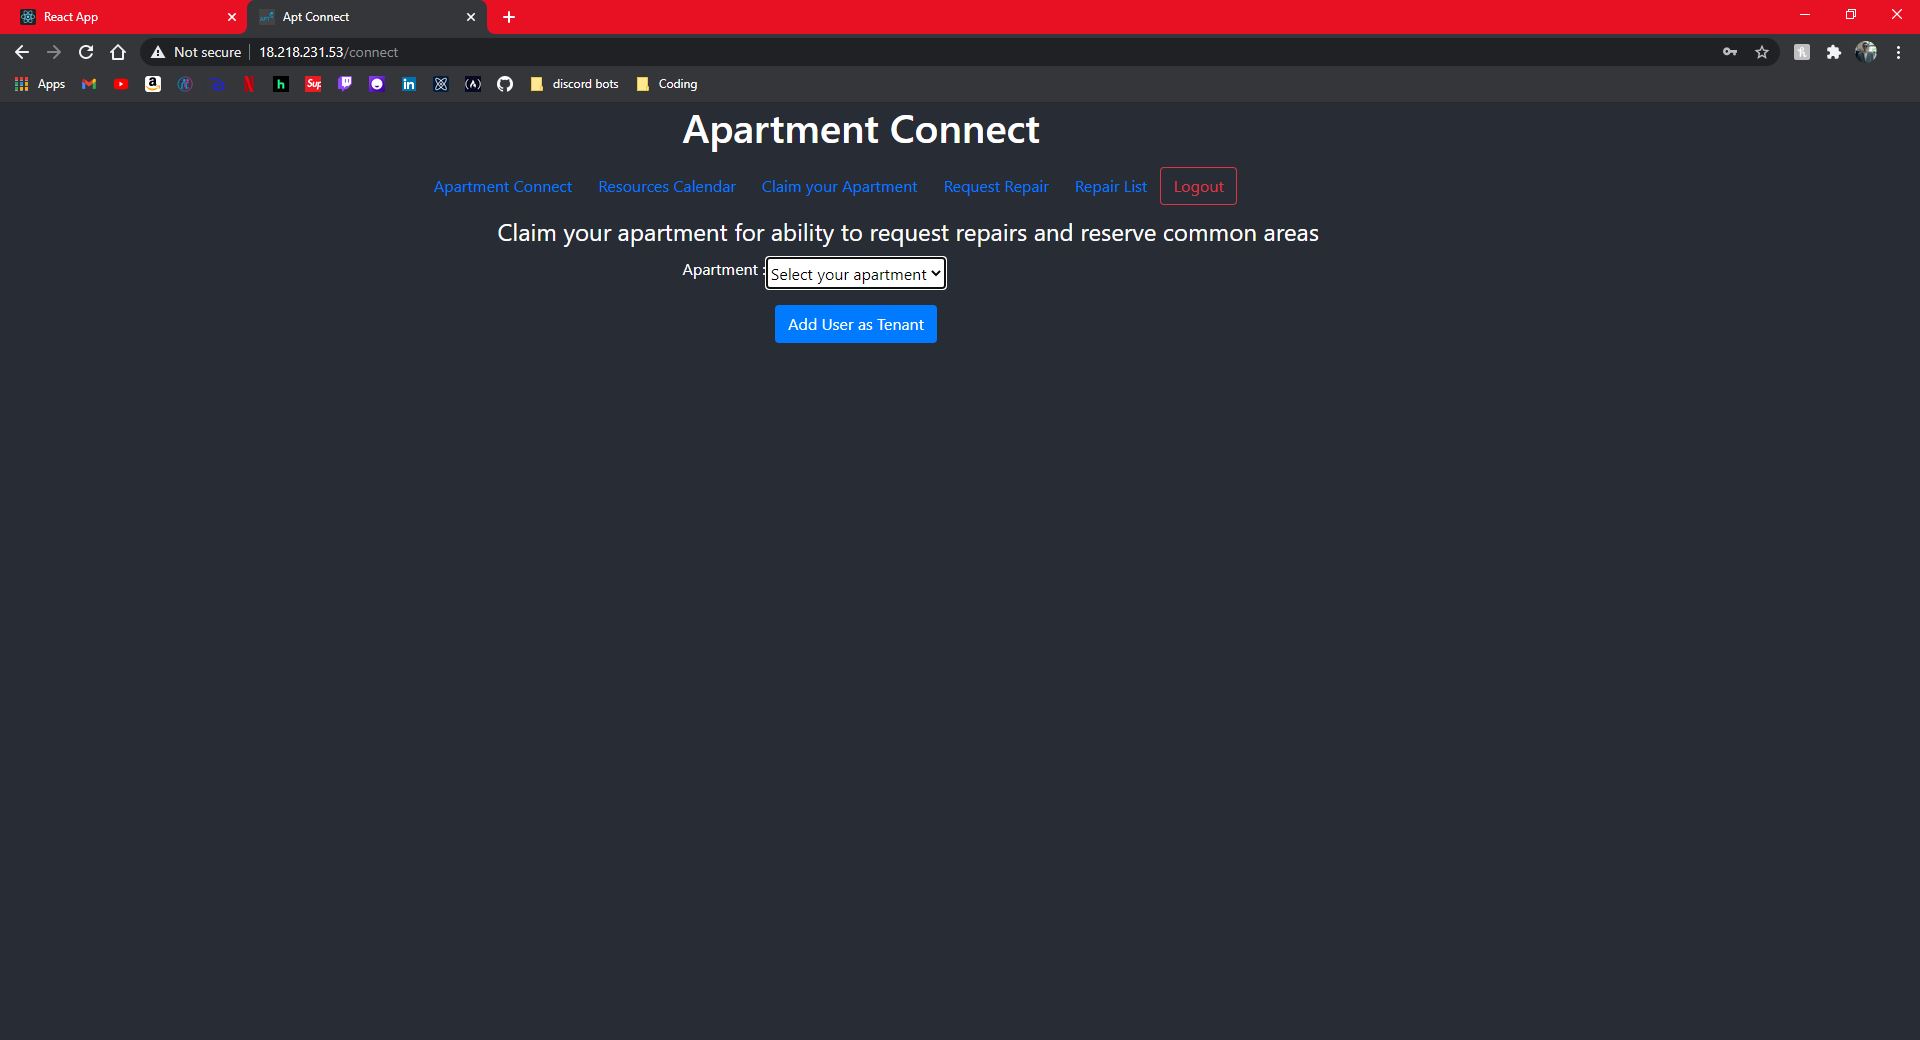 React App
Apt Connect
Not secure 18.218.231.53/connect
Apps
discord bots
Coding
Apartment Connect
Apartment Connect Resources Calendar Claim your Apartment Request Repair Repair List Logout
Claim your apartment for ability to request repairs and reserve common areas
Apartment : Select your apartment
Add User as Tenant